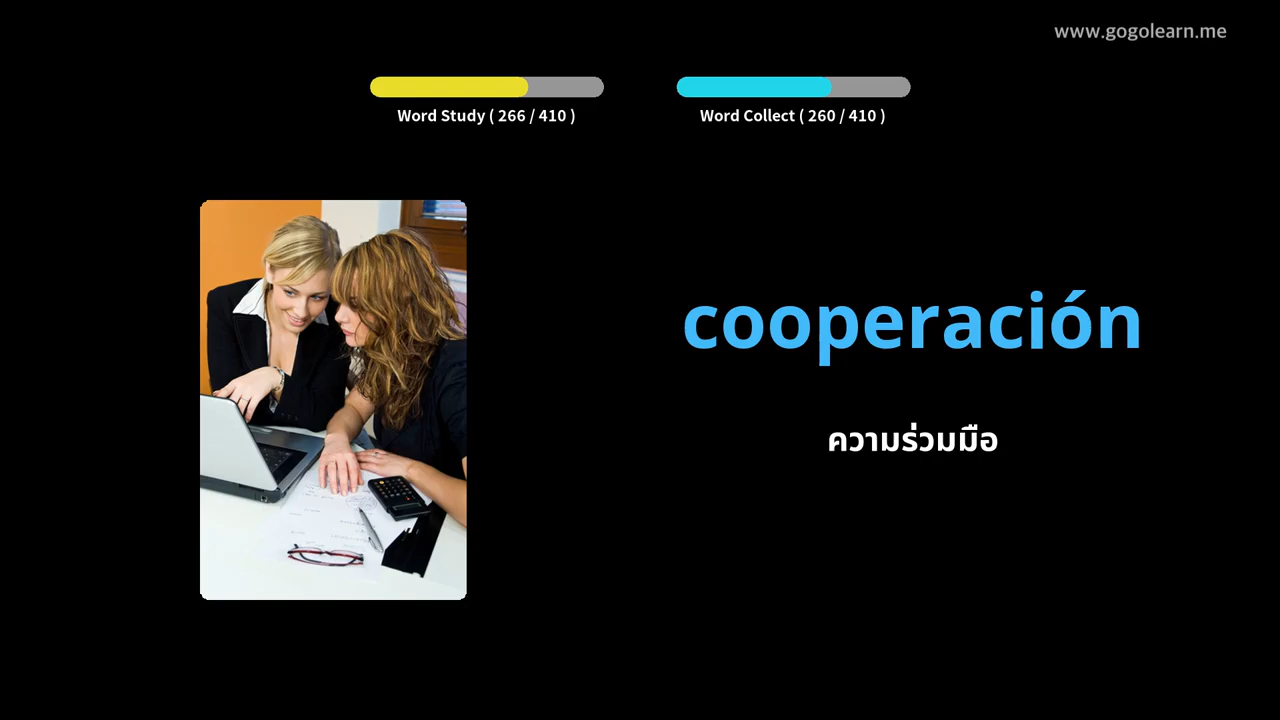 www.gogolearn.me
Word Study ( 266 / 410 )
Word Collect ( 260 / 410 )
cooperación
ความร่วมมือ